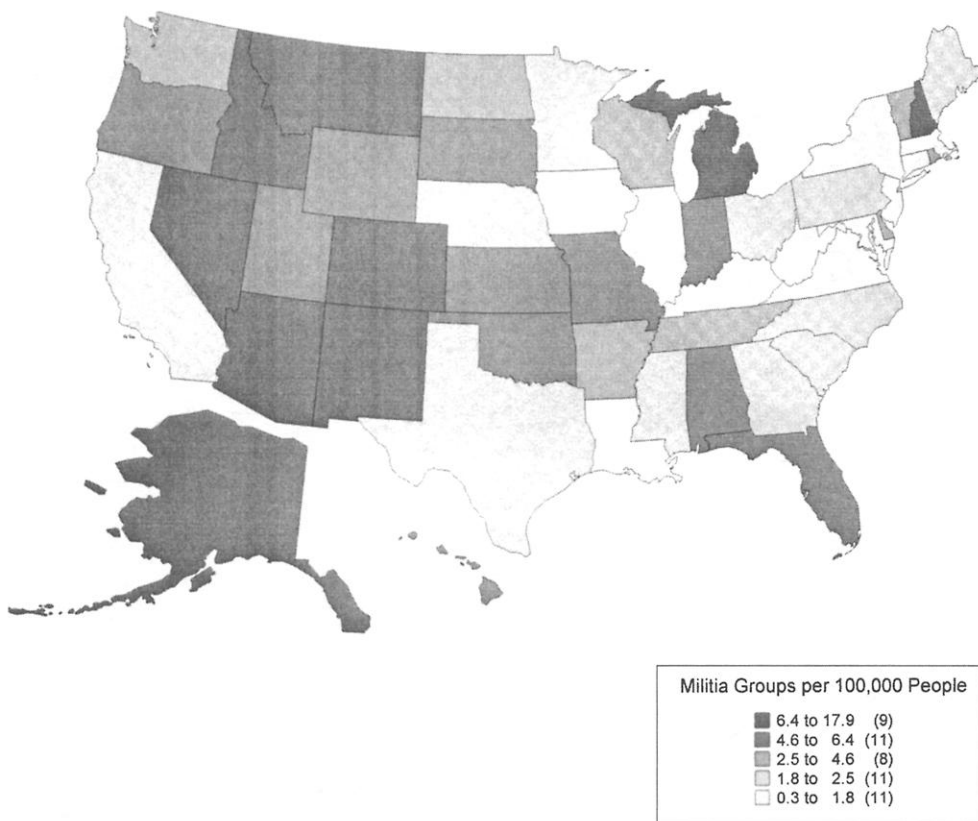 Militia Groups per 100,000 People
6.4 to 17.9 (9)
4.6 to 6.4 (11)
2.5 to 4.6 (8)
1.8 to 2.5 (11)
0.3 to 1.8 (11)